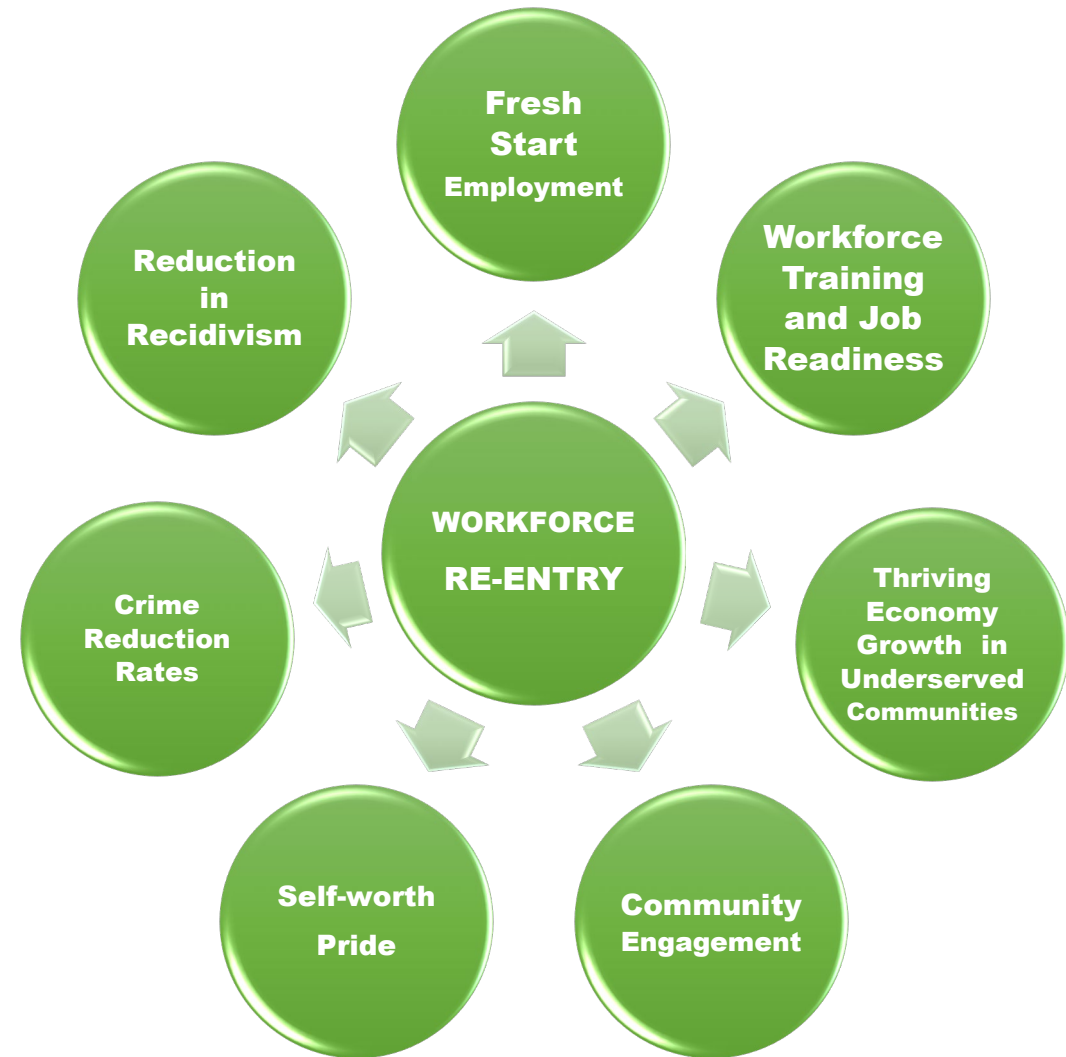 Fresh
Start
Employment
Workforce
Training
and Job
Readiness
Thriving
Economy
Growth in
Underserved
Communities
Community
Engagement
Self-worth
Pride
Crime
Reduction
Rates
Reduction
in
Recidivism
WORKFORCE
RE-ENTRY